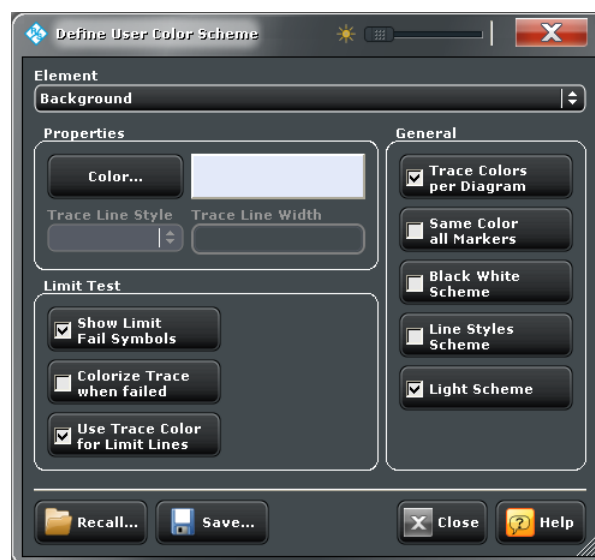 Define User Color Scheme
Element
Background
Properties
Color...
Trace Line Style
Trace Line Width
Limit Test
Show Limit
Fail Symbols
Colorize Trace
when failed
Use Trace Color
for Limit Lines
General
Trace Colors
per Diagram
Same Color
all Markers
Black White
Scheme
Line Styles
Scheme
Light Scheme
Recall...
Save...
Close
Help